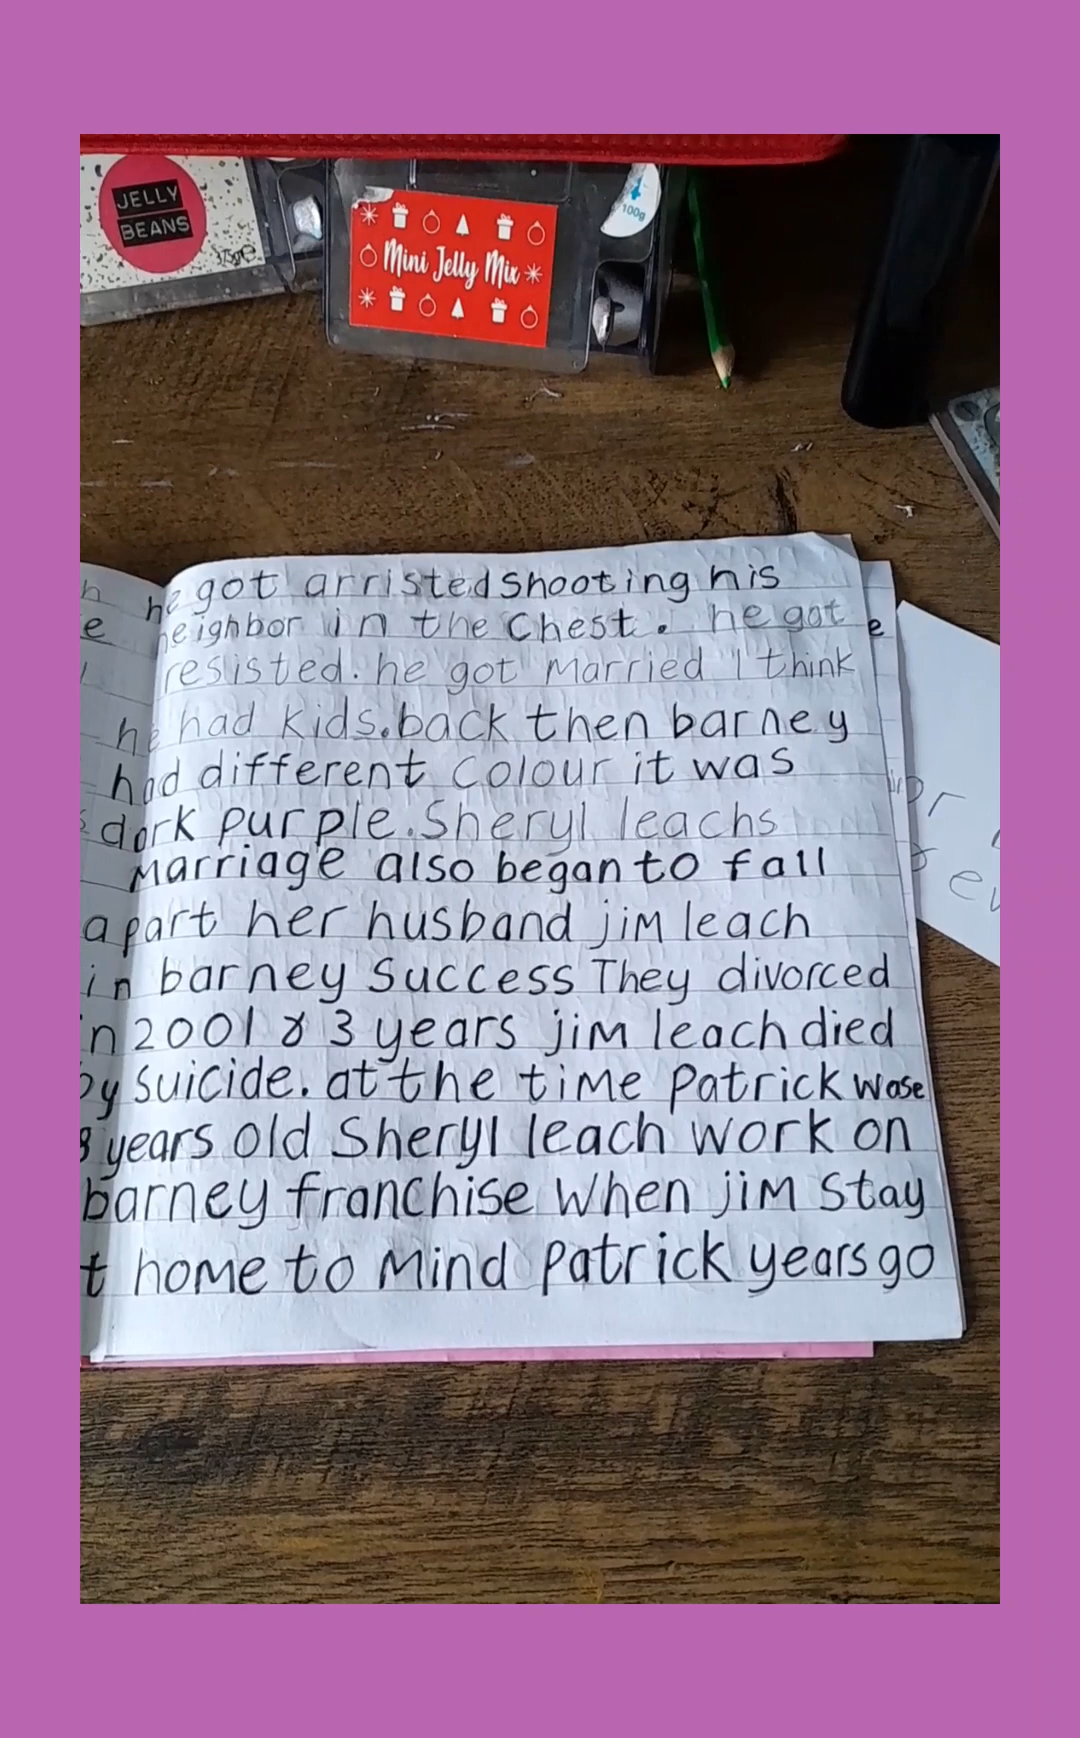 JELLY
BEANS
375g e
100g
Mini Jelly Mix
he got arristed Shooting his
neighbor in the Chest. he got
resisted. he got Married I think
he had kids. back then barney
had different Colour it was
dark purple. Sheryl leachs
Marriage also began to fall
apart her husband jim leach
in barney Success They divorced
in 2001 & 3 years jim leach died
by Suicide. at the time Patrick wase
8 years old Sheryl leach work on
barney franchise When jim Stay
t home to Mind Patrick years go